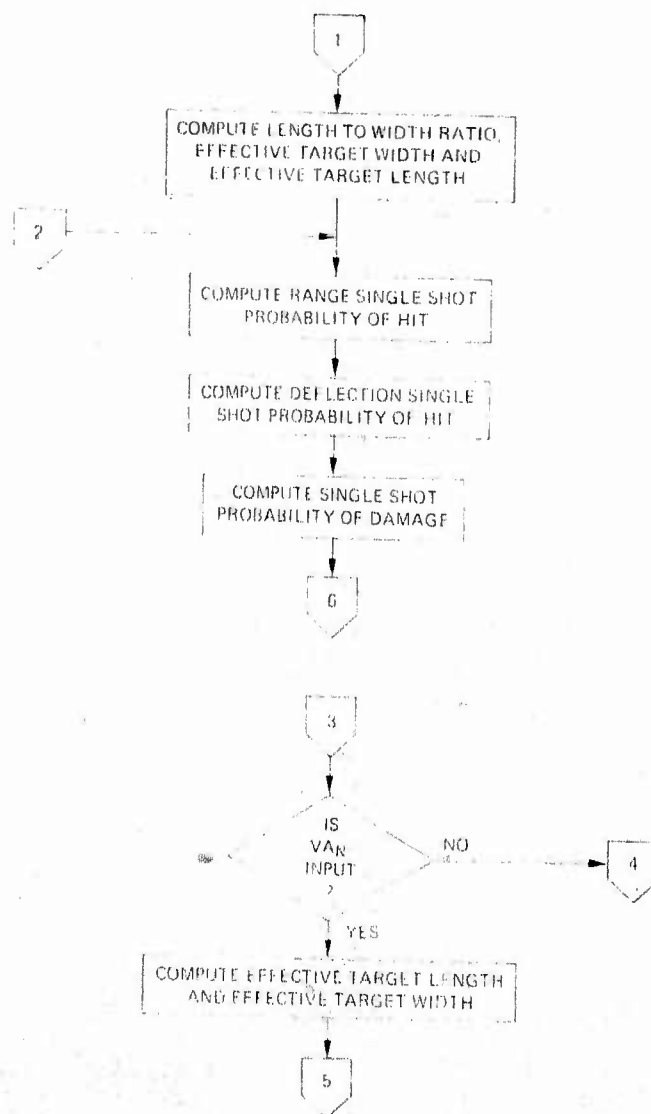 1
COMPUTE LENGTH TO WIDTH RATIO,
EFFECTIVE TARGET WIDTH AND
EFFECTIVE TARGET LENGTH
2
COMPUTE RANGE SINGLE SHOT
PROBABILITY OF HIT
COMPUTE DEFLECTION SINGLE
SHOT PROBABILITY OF HIT
COMPUTE SINGLE SHOT
PROBABILITY OF DAMAGE
6
3
IS
VAN
INPUT
?
NO
4
YES
COMPUTE EFFECTIVE TARGET LENGTH
AND EFFECTIVE TARGET WIDTH
5